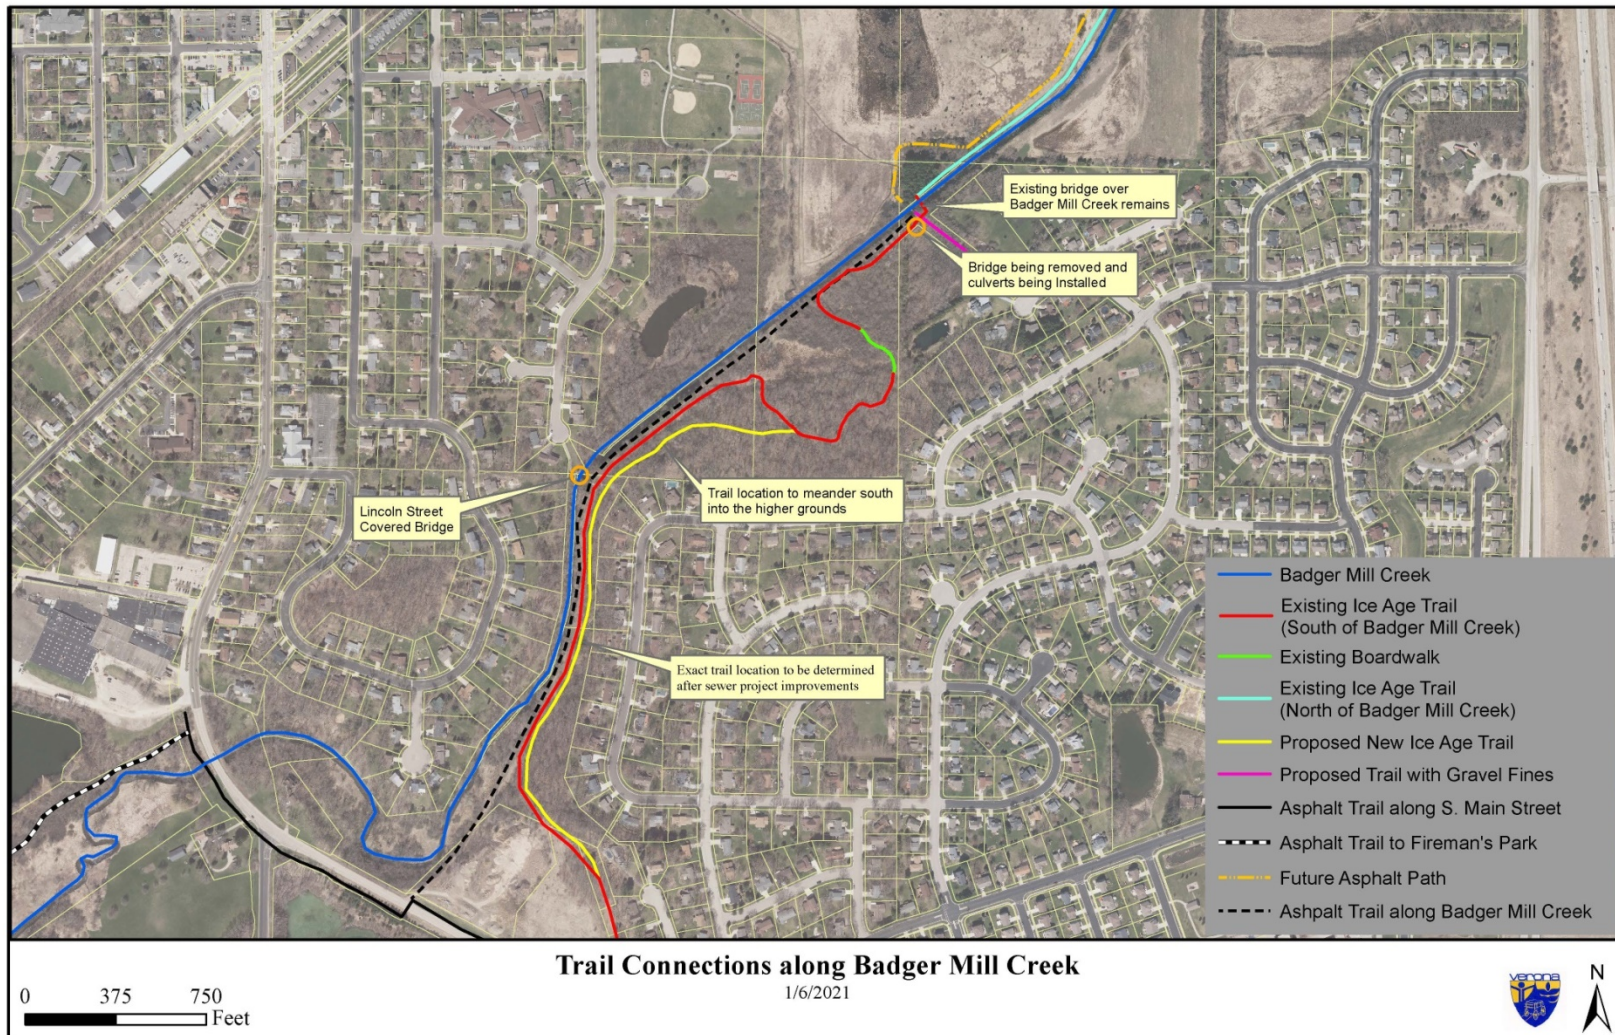 Existing bridge over
Badger Mill Creek remains
Bridge being removed and
culverts being Installed
Lincoln Street
Covered Bridge
Trail location to meander south
into the higher grounds
Exact trail location to be determined
after sewer project improvements
Badger Mill Creek
Existing Ice Age Trail
(South of Badger Mill Creek)
Existing Boardwalk
Existing Ice Age Trail
(North of Badger Mill Creek)
Proposed New Ice Age Trail
Proposed Trail with Gravel Fines
Asphalt Trail along S. Main Street
Asphalt Trail to Fireman's Park
Future Asphalt Path
Ashpalt Trail along Badger Mill Creek
Trail Connections along Badger Mill Creek
1/6/2021
0 375 750
Feet
verona
N